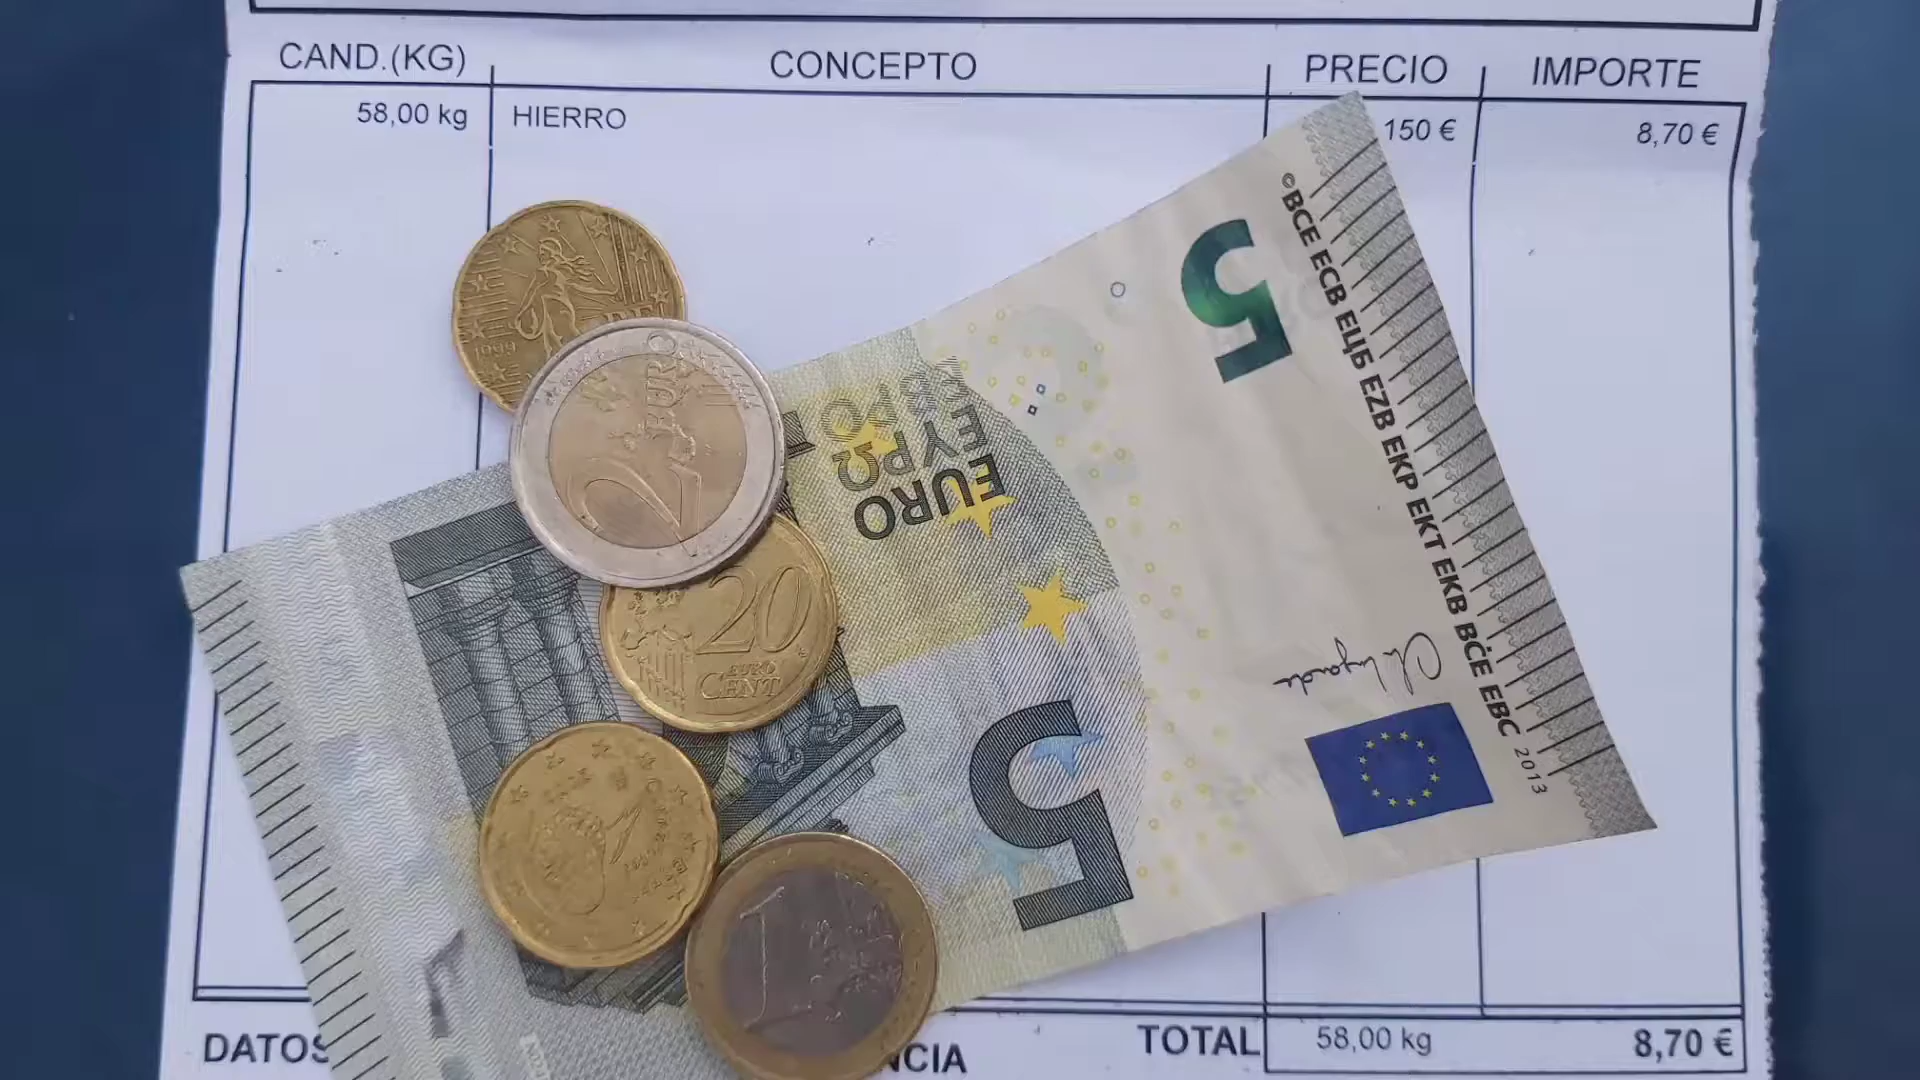 CAND.(KG) CONCEPTO PRECIO IMPORTE
58,00 kg HIERRO 150 € 8,70 €
©BCE ECB ЕЦБ EZB EKP EKT EKB BĊE EBC 2013
5
EURO
ΕΥΡΩ
ЕВРО
1999
2 EURO
20
EURO
CENT
5
1
DATOS NCIA TOTAL 58,00 kg 8,70 €